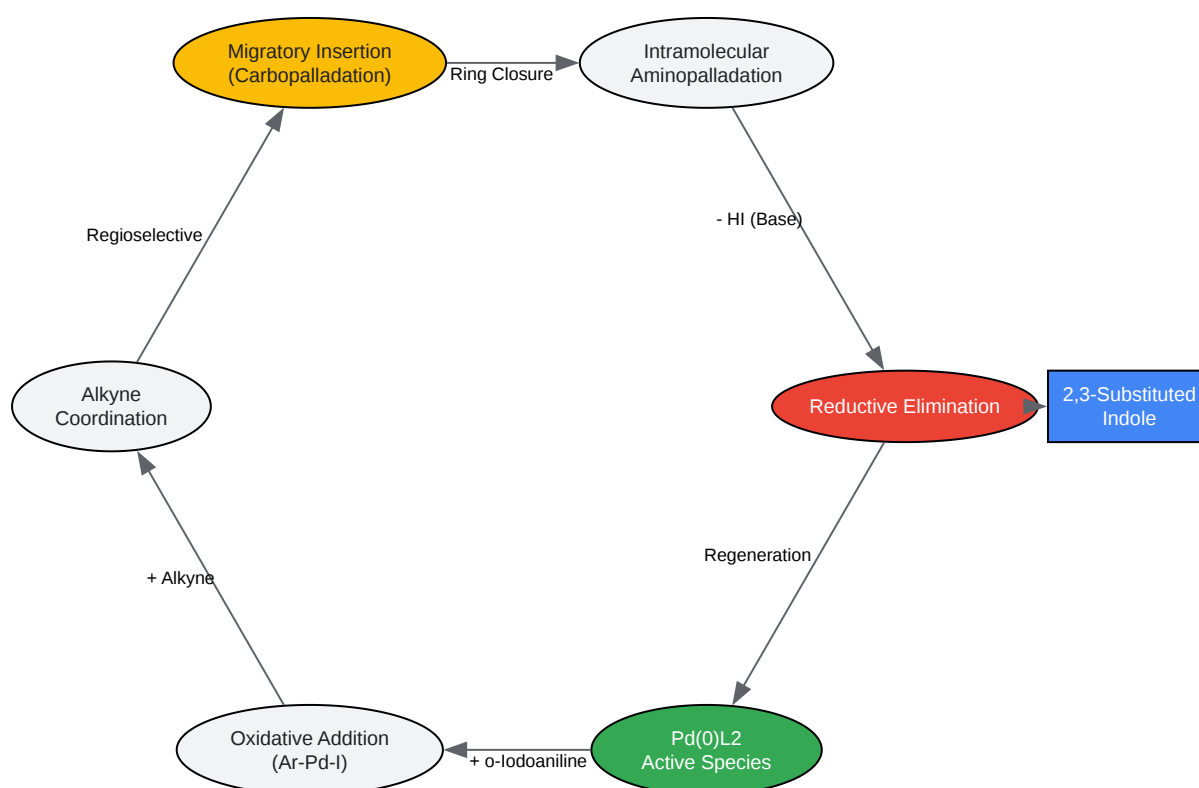 Migratory Insertion
(Carbopalladation)
Ring Closure
Intramolecular
Aminopalladation
Regioselective
- HI (Base)
Alkyne
Coordination
Reductive Elimination
2,3-Substituted
Indole
+ Alkyne
Regeneration
Oxidative Addition
(Ar-Pd-I)
+ o-Iodoaniline
Pd(0)L2
Active Species